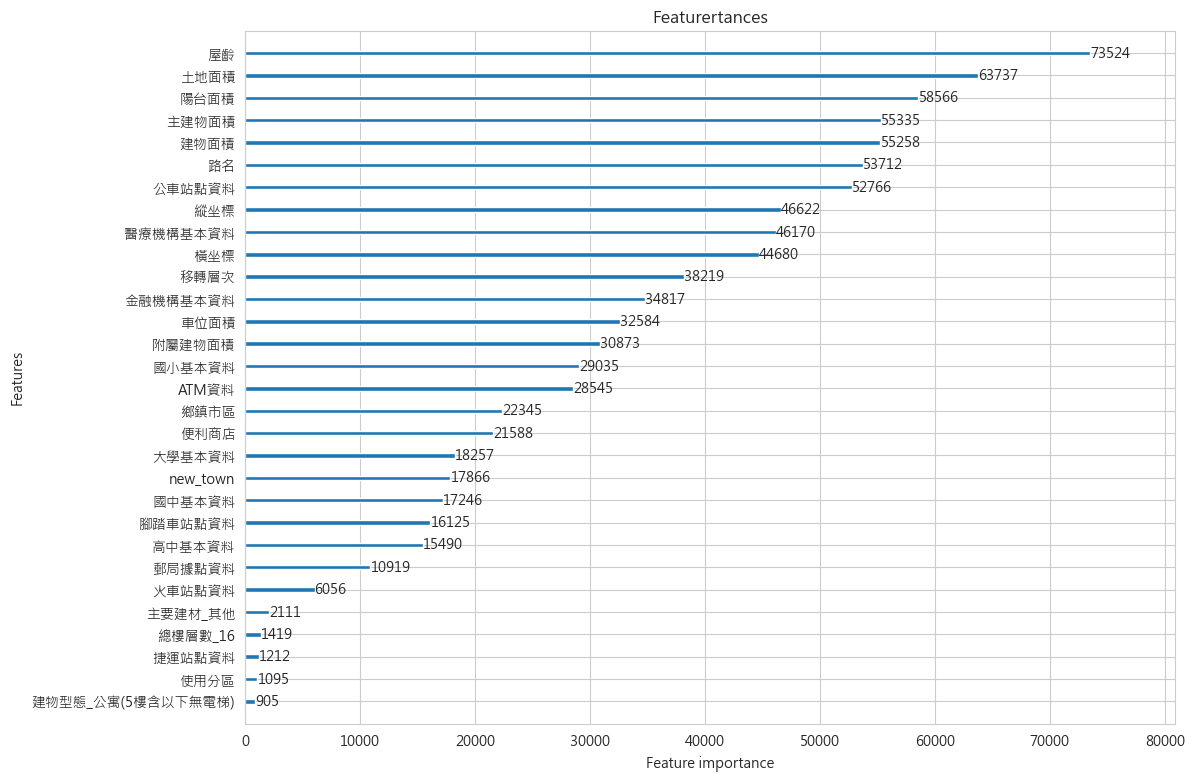 Featurertances
Features
屋齡 73524
土地面積 63737
陽台面積 58566
主建物面積 55335
建物面積 55258
路名 53712
公車站點資料 52766
縱坐標 46622
醫療機構基本資料 46170
橫坐標 44680
移轉層次 38219
金融機構基本資料 34817
車位面積 32584
附屬建物面積 30873
國小基本資料 29035
ATM資料 28545
鄉鎮市區 22345
便利商店 21588
大學基本資料 18257
new_town 17866
國中基本資料 17246
腳踏車站點資料 16125
高中基本資料 15490
郵局據點資料 10919
火車站點資料 6056
主要建材_其他 2111
總樓層數_16 1419
捷運站點資料 1212
使用分區 1095
建物型態_公寓(5樓含以下無電梯) 905
0 10000 20000 30000 40000 50000 60000 70000 80000
Feature importance